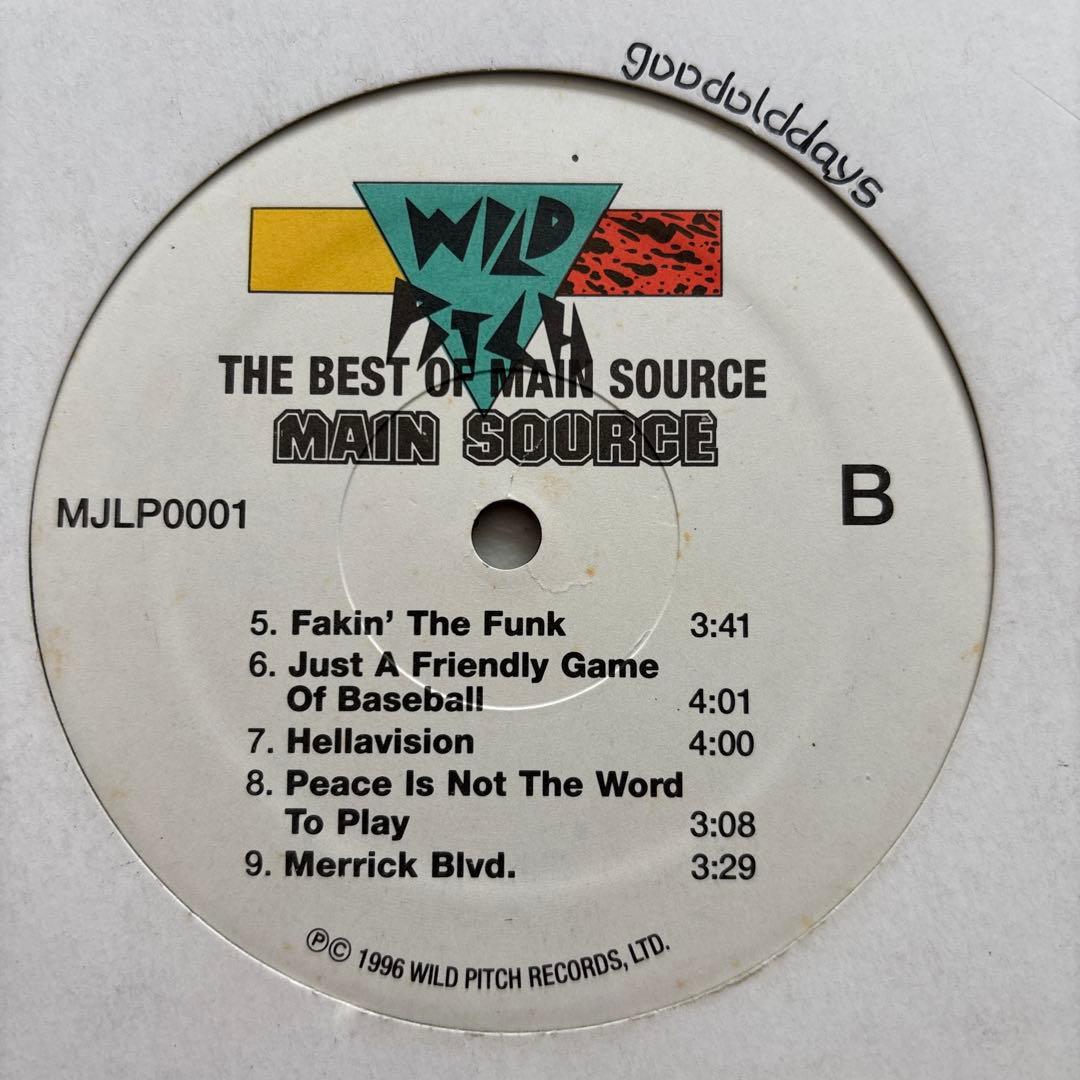 goodolddays
WILD
PITCH
THE BEST OF MAIN SOURCE
MAIN SOURCE
MJLP0001
B
5. Fakin' The Funk 3:41
6. Just A Friendly Game
Of Baseball 4:01
7. Hellavision 4:00
8. Peace Is Not The Word
To Play 3:08
9. Merrick Blvd. 3:29
℗© 1996 WILD PITCH RECORDS, LTD.